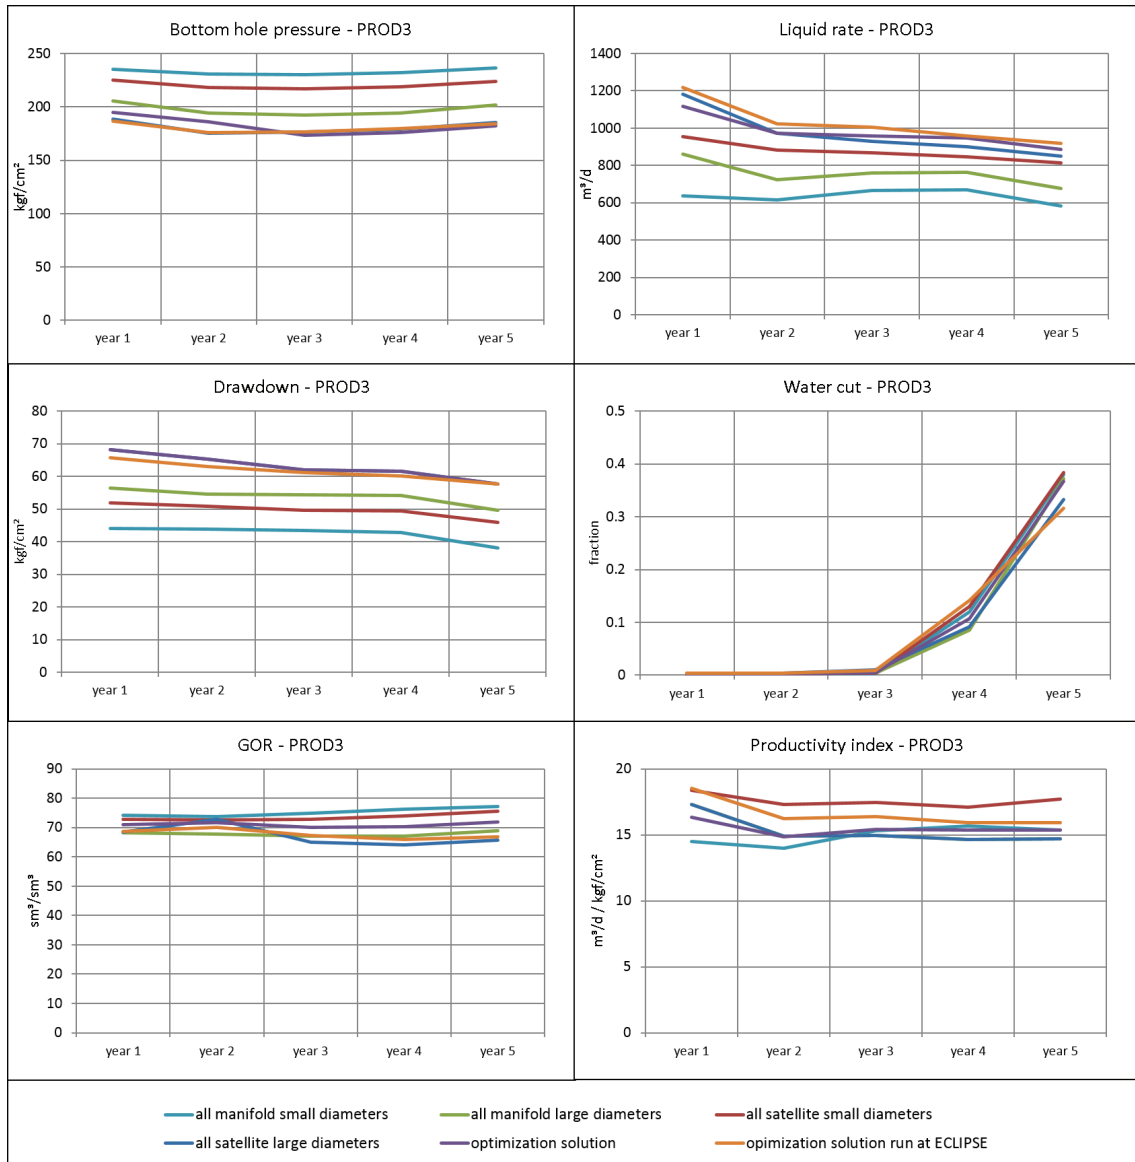 Bottom hole pressure - PROD3
250
200
150
100
50
0
kgf/cm²
year 1 year 2 year 3 year 4 year 5
Liquid rate - PROD3
1400
1200
1000
800
600
400
200
0
m³/d
year 1 year 2 year 3 year 4 year 5
Drawdown - PROD3
80
70
60
50
40
30
20
10
0
kgf/cm²
year 1 year 2 year 3 year 4 year 5
Water cut - PROD3
0.5
0.4
0.3
0.2
0.1
0
fraction
year 1 year 2 year 3 year 4 year 5
GOR - PROD3
90
80
70
60
50
40
30
20
10
0
sm³/sm³
year 1 year 2 year 3 year 4 year 5
Productivity index - PROD3
20
15
10
5
0
m³/d / kgf/cm²
year 1 year 2 year 3 year 4 year 5
all manifold small diameters all manifold large diameters all satellite small diameters
all satellite large diameters optimization solution opimization solution run at ECLIPSE